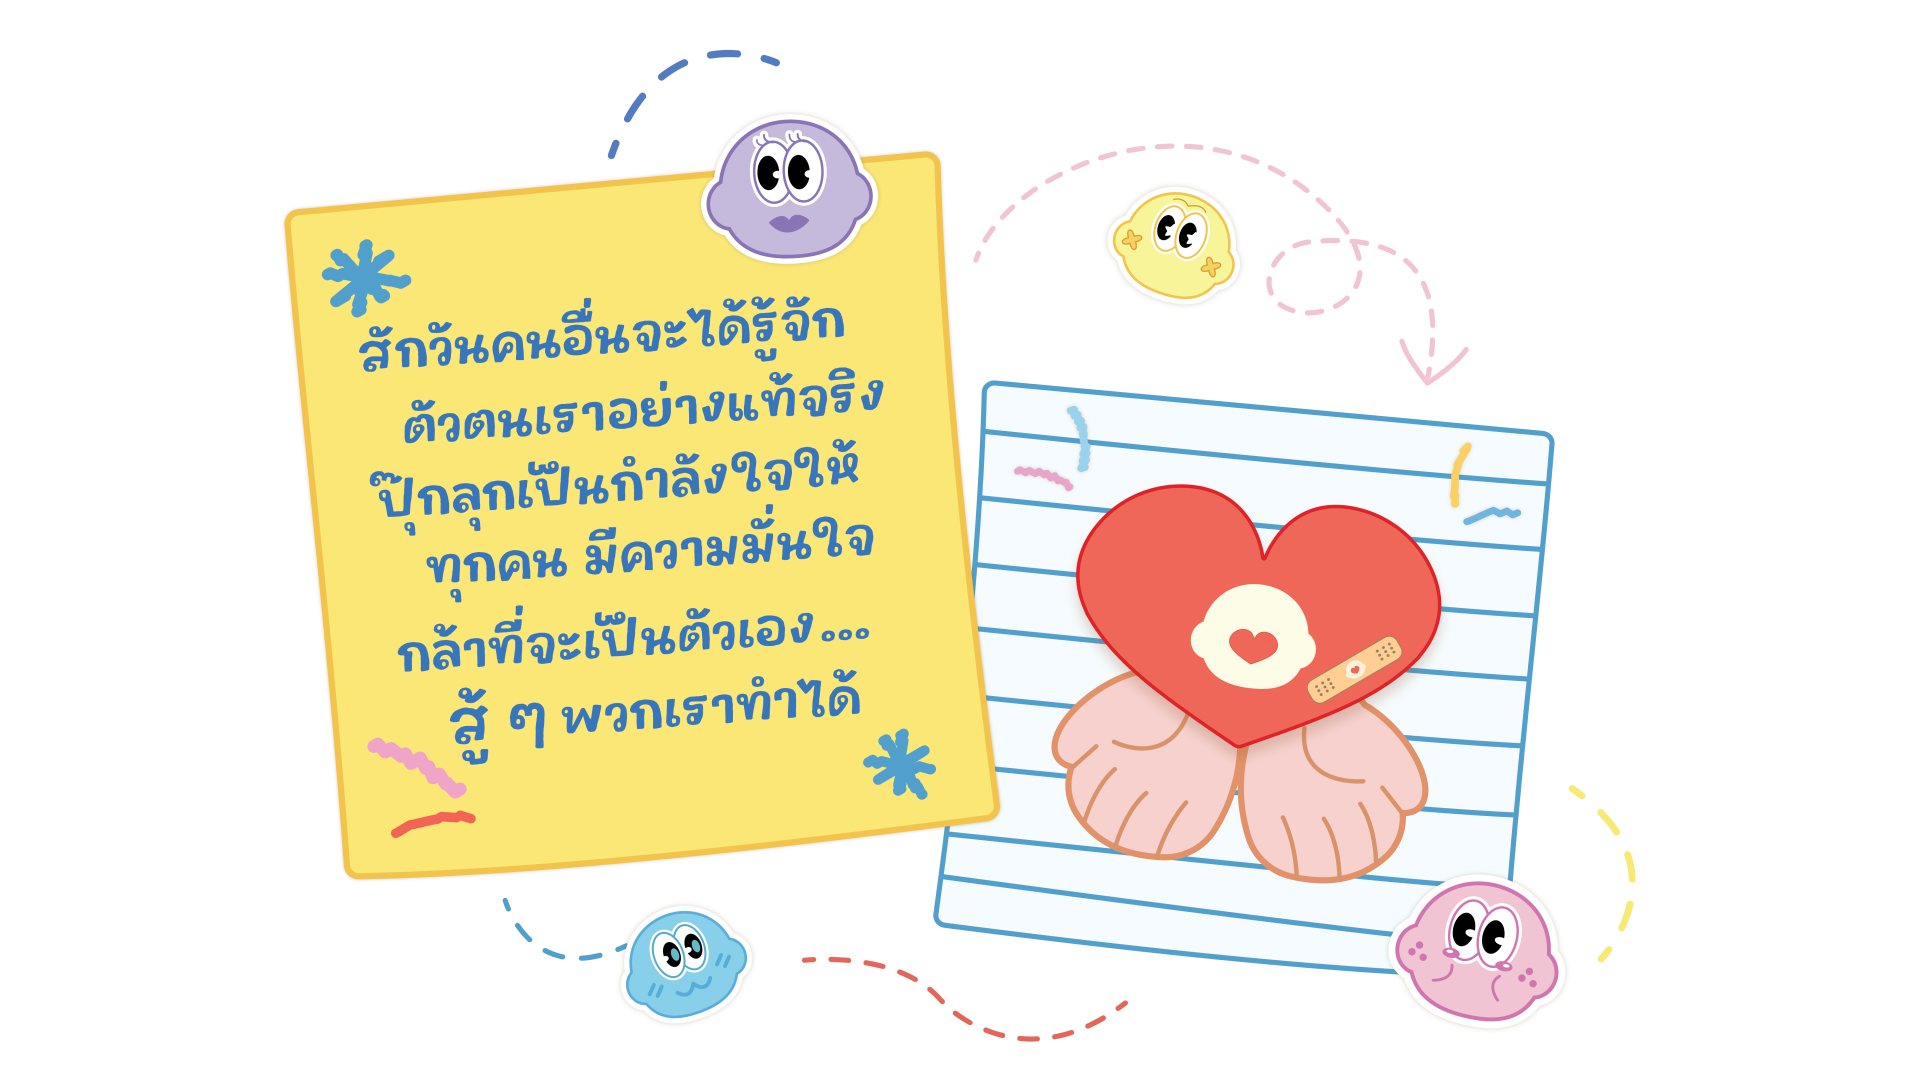 สักวันคนอื่นจะได้รู้จัก
ตัวตนเราอย่างแท้จริง
ปุ๊กลุกเป็นกำลังใจให้
ทุกคน มีความมั่นใจ
กล้าที่จะเป็นตัวเอง...
สู้ ๆ พวกเราทำได้